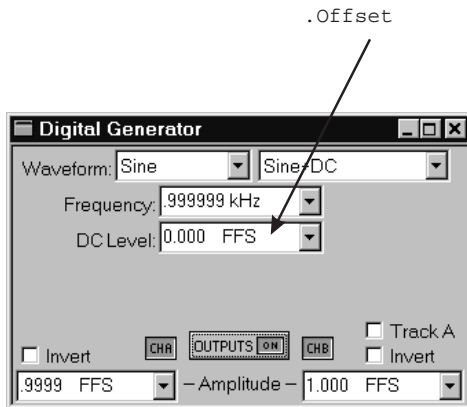 .Offset
Digital Generator
Waveform: Sine Sine+DC
Frequency: .999999 kHz
DC Level: 0.000 FFS
Track A
Invert CHA OUTPUTS ON CHB Invert
.9999 FFS – Amplitude – 1.000 FFS